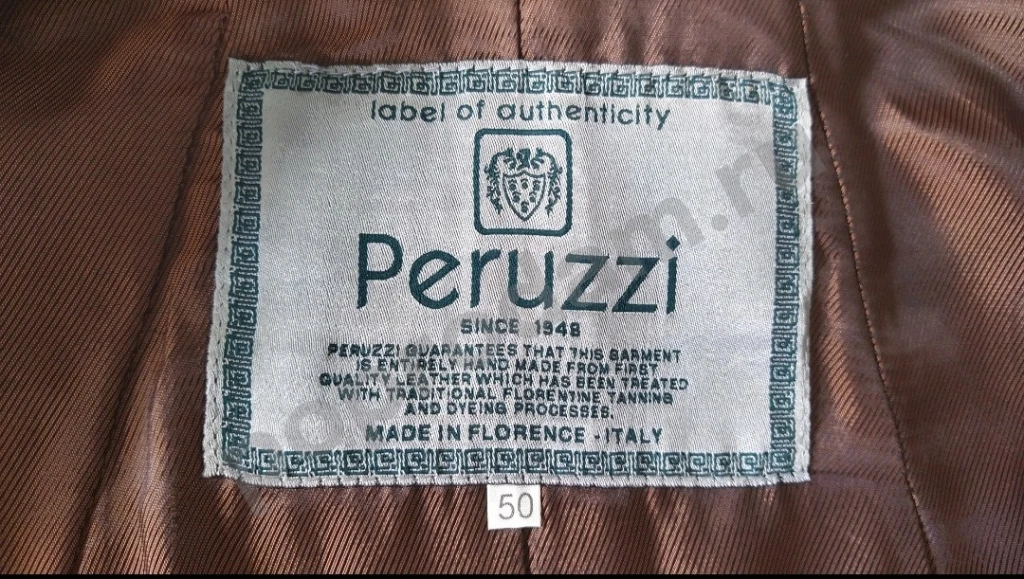 label of authenticity
Peruzzi
SINCE 1948
PERUZZI GUARANTEES THAT THIS GARMENT
IS ENTIRELY HAND MADE FROM FIRST
QUALITY LEATHER WHICH HAS BEEN TREATED
WITH TRADITIONAL FLORENTINE TANNING
AND DYEING PROCESSES.
MADE IN FLORENCE - ITALY
50